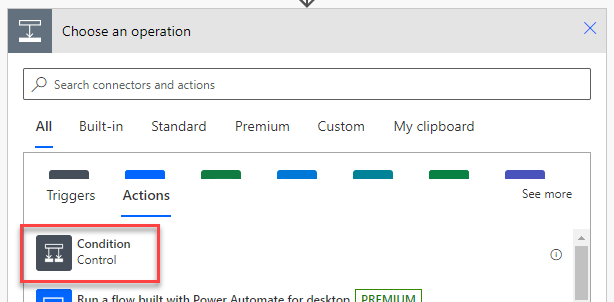 Choose an operation
Search connectors and actions
All Built-in Standard Premium Custom My clipboard
Triggers Actions See more
Condition
Control
Run a flow built with Power Automate for desktop PREMIUM